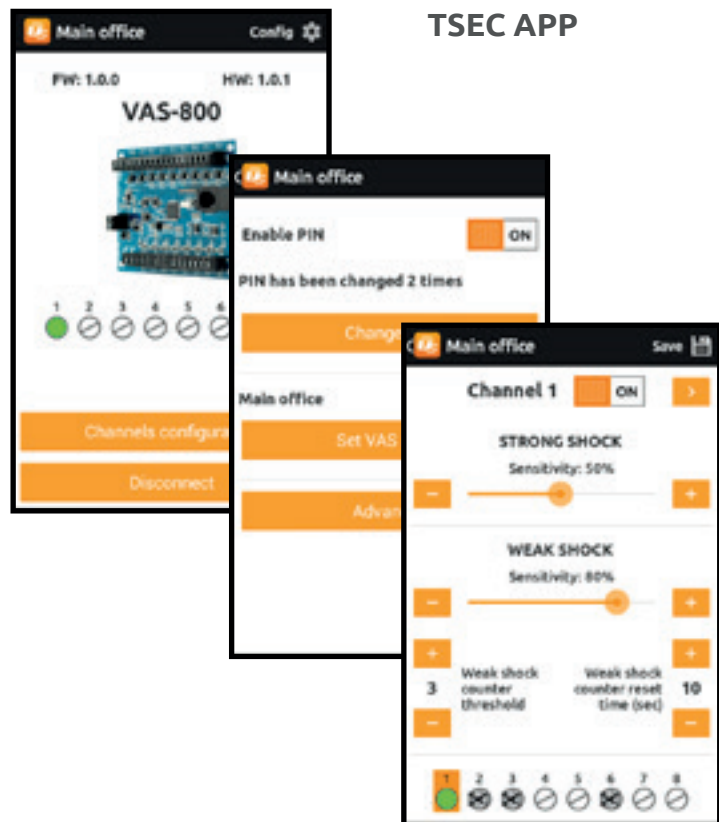 TSEC APP
Main office Config
FW: 1.0.0 HW: 1.0.1
VAS-800
1 2 3 4 5 6
Channels configura
Disconnect
Main office
Enable PIN ON
PIN has been changed 2 times
Change
Main office
Set VAS
Advan
Main office Save
Channel 1 ON >
STRONG SHOCK
Sensitivity: 50%
- +
WEAK SHOCK
Sensitivity: 80%
- +
+ +
3 Weak shock counter threshold Weak shock counter reset time (sec) 10
- -
1 2 3 4 5 6 7 8